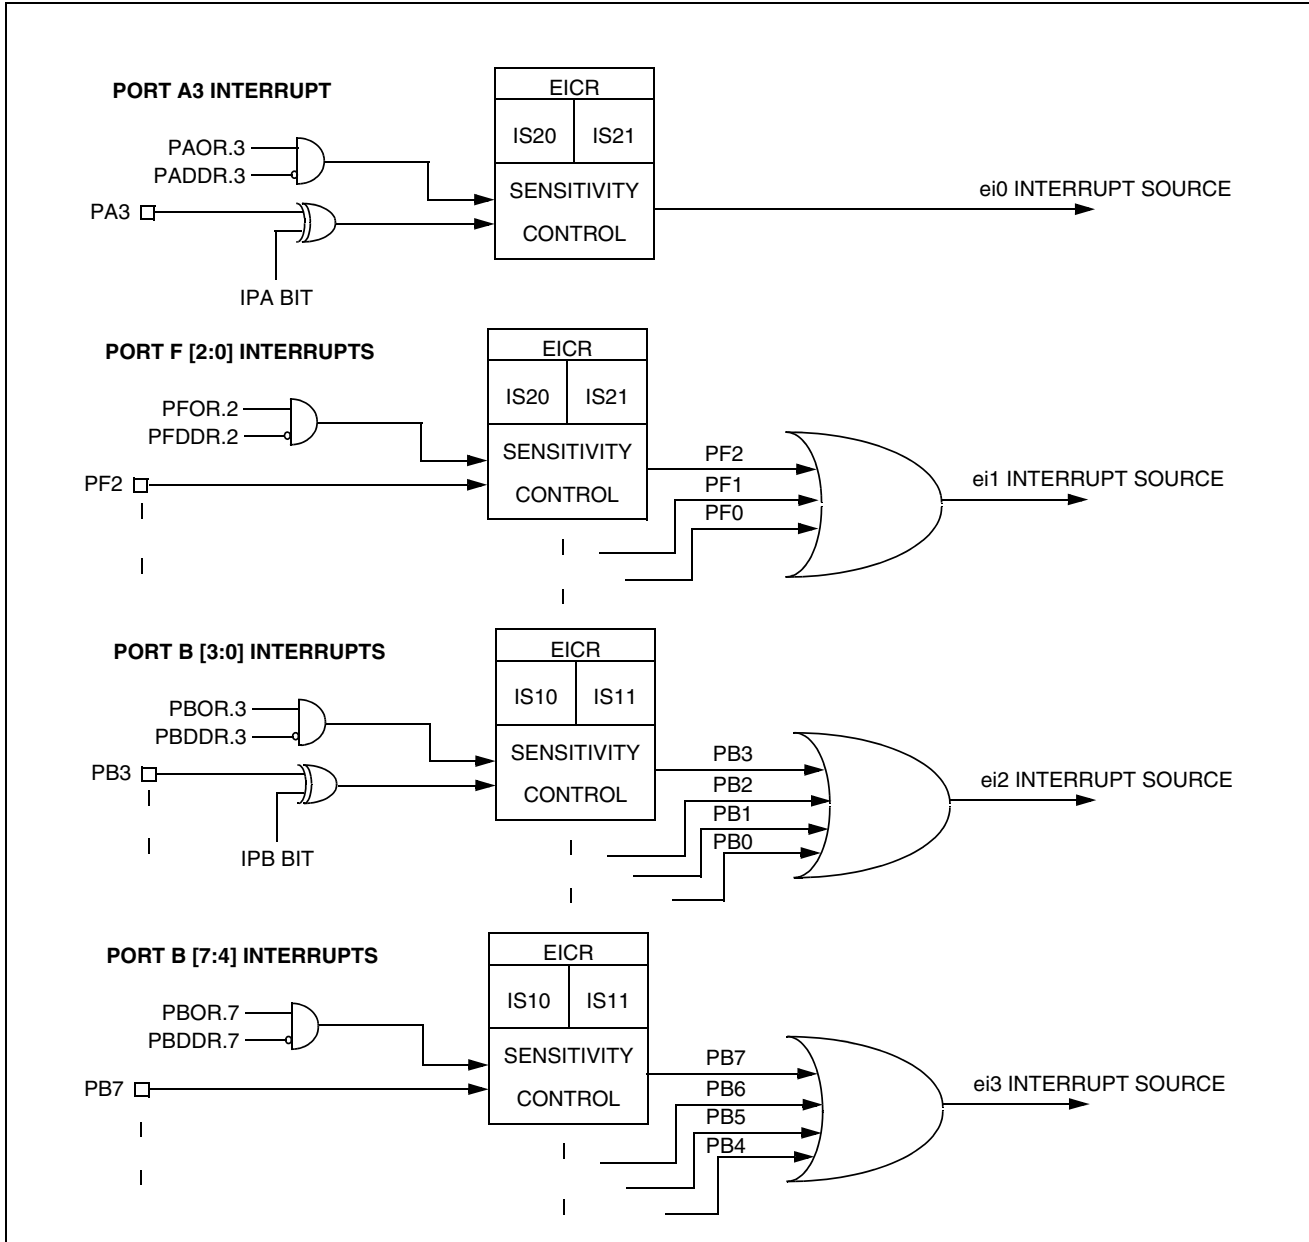 PORT A3 INTERRUPT
EICR
IS20 IS21
PAOR.3
PADDR.3
SENSITIVITY
CONTROL
PA3
ei0 INTERRUPT SOURCE
IPA BIT
PORT F [2:0] INTERRUPTS
EICR
IS20 IS21
PFOR.2
PFDDR.2
SENSITIVITY
CONTROL
PF2
PF2
PF1
PF0
ei1 INTERRUPT SOURCE
PORT B [3:0] INTERRUPTS
EICR
IS10 IS11
PBOR.3
PBDDR.3
SENSITIVITY
CONTROL
PB3
IPB BIT
PB3
PB2
PB1
PB0
ei2 INTERRUPT SOURCE
PORT B [7:4] INTERRUPTS
EICR
IS10 IS11
PBOR.7
PBDDR.7
SENSITIVITY
CONTROL
PB7
PB7
PB6
PB5
PB4
ei3 INTERRUPT SOURCE